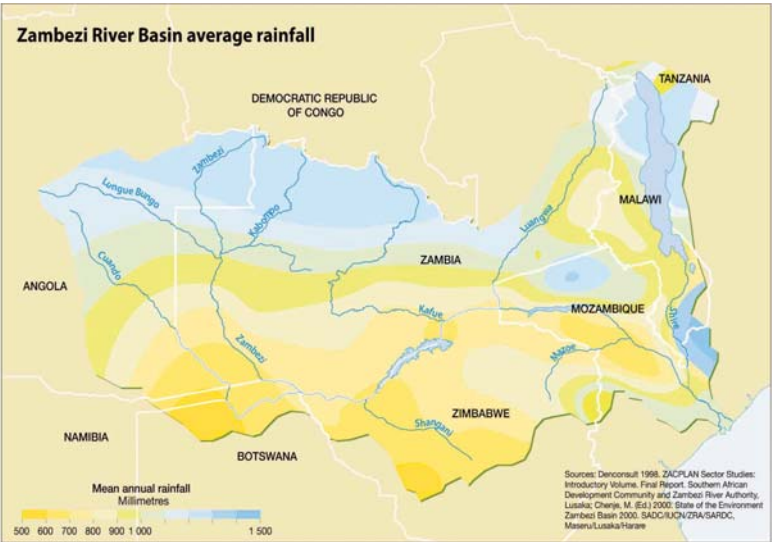 Zambezi River Basin average rainfall
TANZANIA
DEMOCRATIC REPUBLIC
OF CONGO
Zambezi
Lungue Bungo
Kabompo
Luangwa
MALAWI
Cuando
ZAMBIA
ANGOLA
Kafue
MOZAMBIQUE
Shire
Zambezi
Mazoe
ZIMBABWE
Shangani
NAMIBIA
BOTSWANA
Mean annual rainfall
Millimetres
500 600 700 800 900 1 000 1 500
Sources: Denconsult 1998. ZACPLAN Sector Studies:
Introductory Volume. Final Report. Southern African
Development Community and Zambezi River Authority,
Lusaka; Chenje, M. (Ed.) 2000: State of the Environment
Zambezi Basin 2000. SADC/IUCN/ZRA/SARDC,
Maseru/Lusaka/Harare